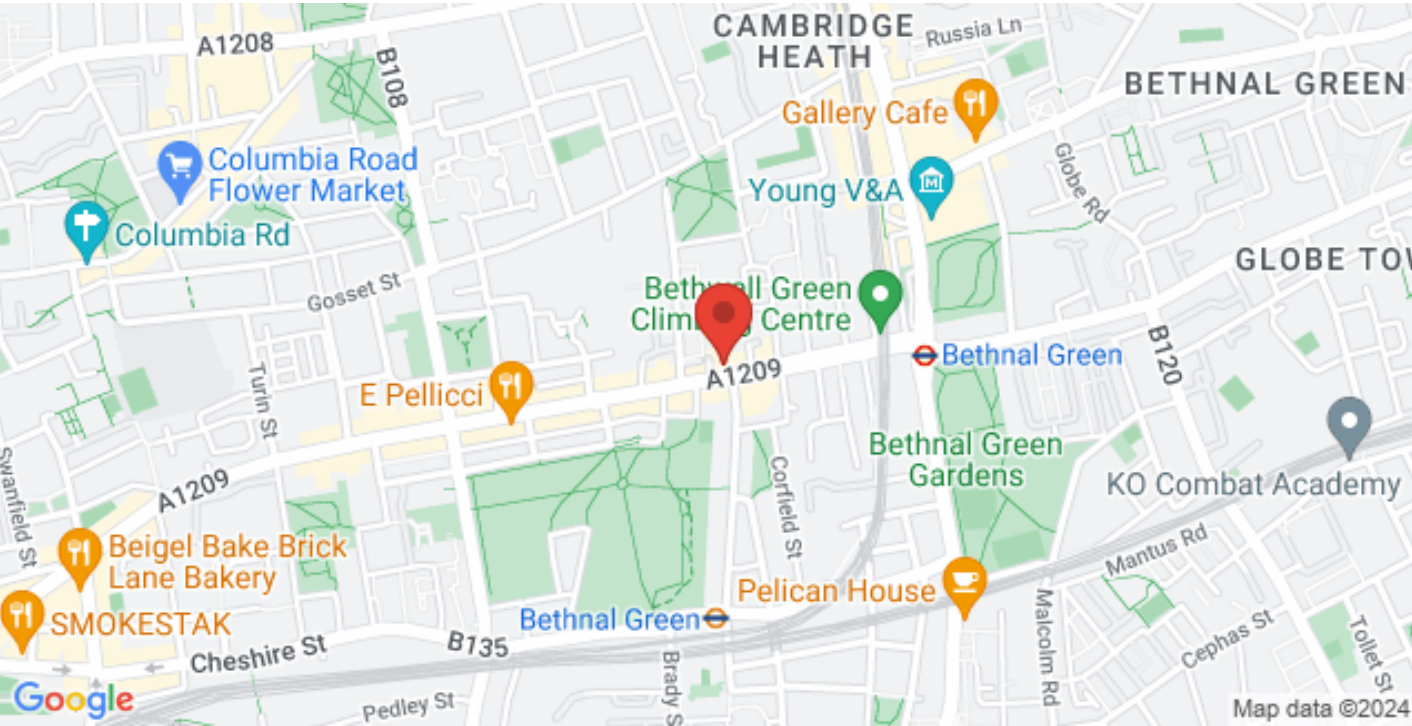 CAMBRIDGE
HEATH
Russia Ln
A1208
B108
BETHNAL GREEN
Gallery Cafe
Columbia Road
Flower Market
Young V&A
Globe Rd
Columbia Rd
GLOBE TOW
Gosset St
Green
Centre
Bethnal Green
A1209
B120
E Pellicci
Turin St
Bethnal Green
Gardens
Corfield St
KO Combat Academy
Swanfield St
A1209
Beigel Bake Brick
Lane Bakery
Mantus Rd
Pelican House
SMOKESTAK
Bethnal Green
Cheshire St
B135
Malcolm Rd
Cephas St
Tollet St
Brady S
Pedley St
Google
Map data ©2024